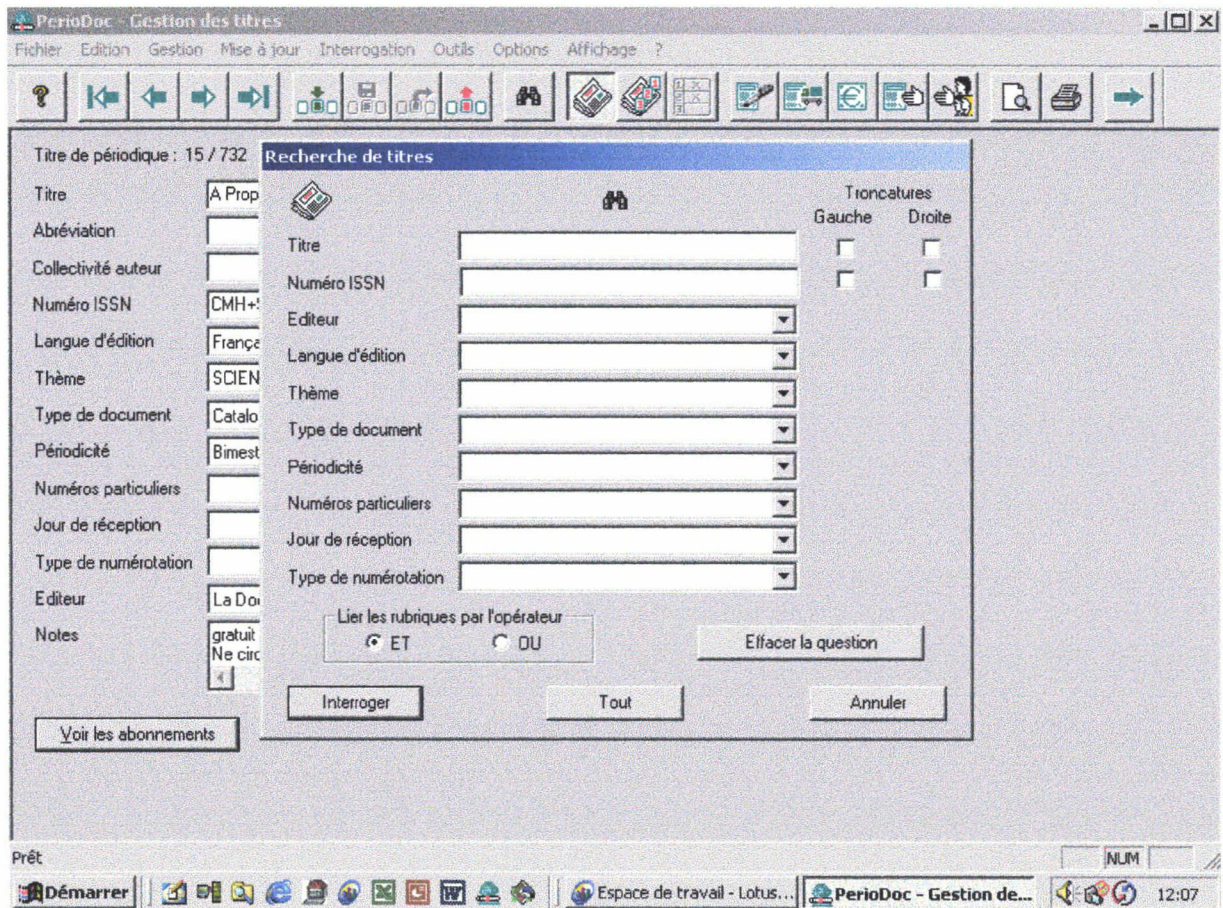 PerioDoc - Gestion des titres
Fichier Edition Gestion Mise à jour Interrogation Outils Options Affichage ?
Titre de périodique : 15 / 732
Titre
A Prop
Abréviation
Collectivité auteur
Numéro ISSN
CMH+
Langue d'édition
França
Thème
SCIEN
Type de document
Catalo
Périodicité
Bimest
Numéros particuliers
Jour de réception
Type de numérotation
Editeur
La Do
Notes
gratuit
Ne circ
Voir les abonnements
Recherche de titres
Troncatures
Gauche Droite
Titre
Numéro ISSN
Editeur
Langue d'édition
Thème
Type de document
Périodicité
Numéros particuliers
Jour de réception
Type de numérotation
Lier les rubriques par l'opérateur
ET OU
Effacer la question
Interroger Tout Annuler
Prêt
NUM
Démarrer Espace de travail - Lotus... PerioDoc - Gestion de... 12:07